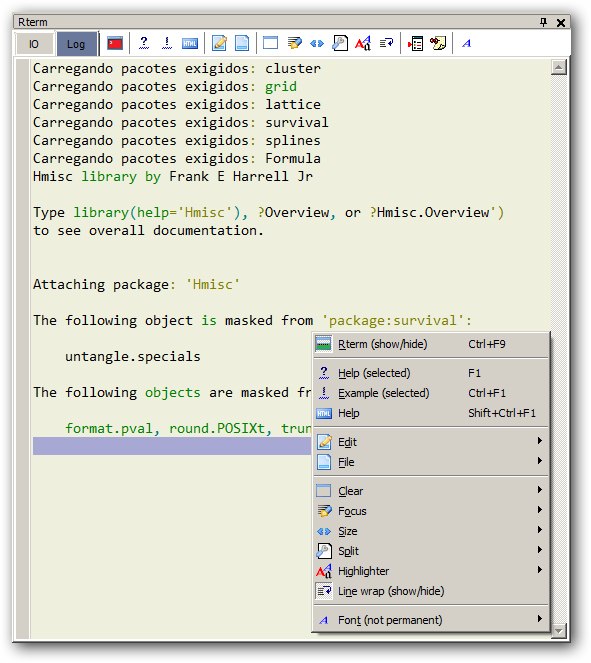 Rterm
IO Log
Carregando pacotes exigidos: cluster
Carregando pacotes exigidos: grid
Carregando pacotes exigidos: lattice
Carregando pacotes exigidos: survival
Carregando pacotes exigidos: splines
Carregando pacotes exigidos: Formula
Hmisc library by Frank E Harrell Jr
Type library(help='Hmisc'), ?Overview, or ?Hmisc.Overview')
to see overall documentation.
Attaching package: 'Hmisc'
The following object is masked from 'package:survival':
untangle.specials
The following objects are masked fr
format.pval, round.POSIXt, trun
Rterm (show/hide) Ctrl+F9
Help (selected) F1
Example (selected) Ctrl+F1
Help Shift+Ctrl+F1
Edit
File
Clear
Focus
Size
Split
Highlighter
Line wrap (show/hide)
Font (not permanent)